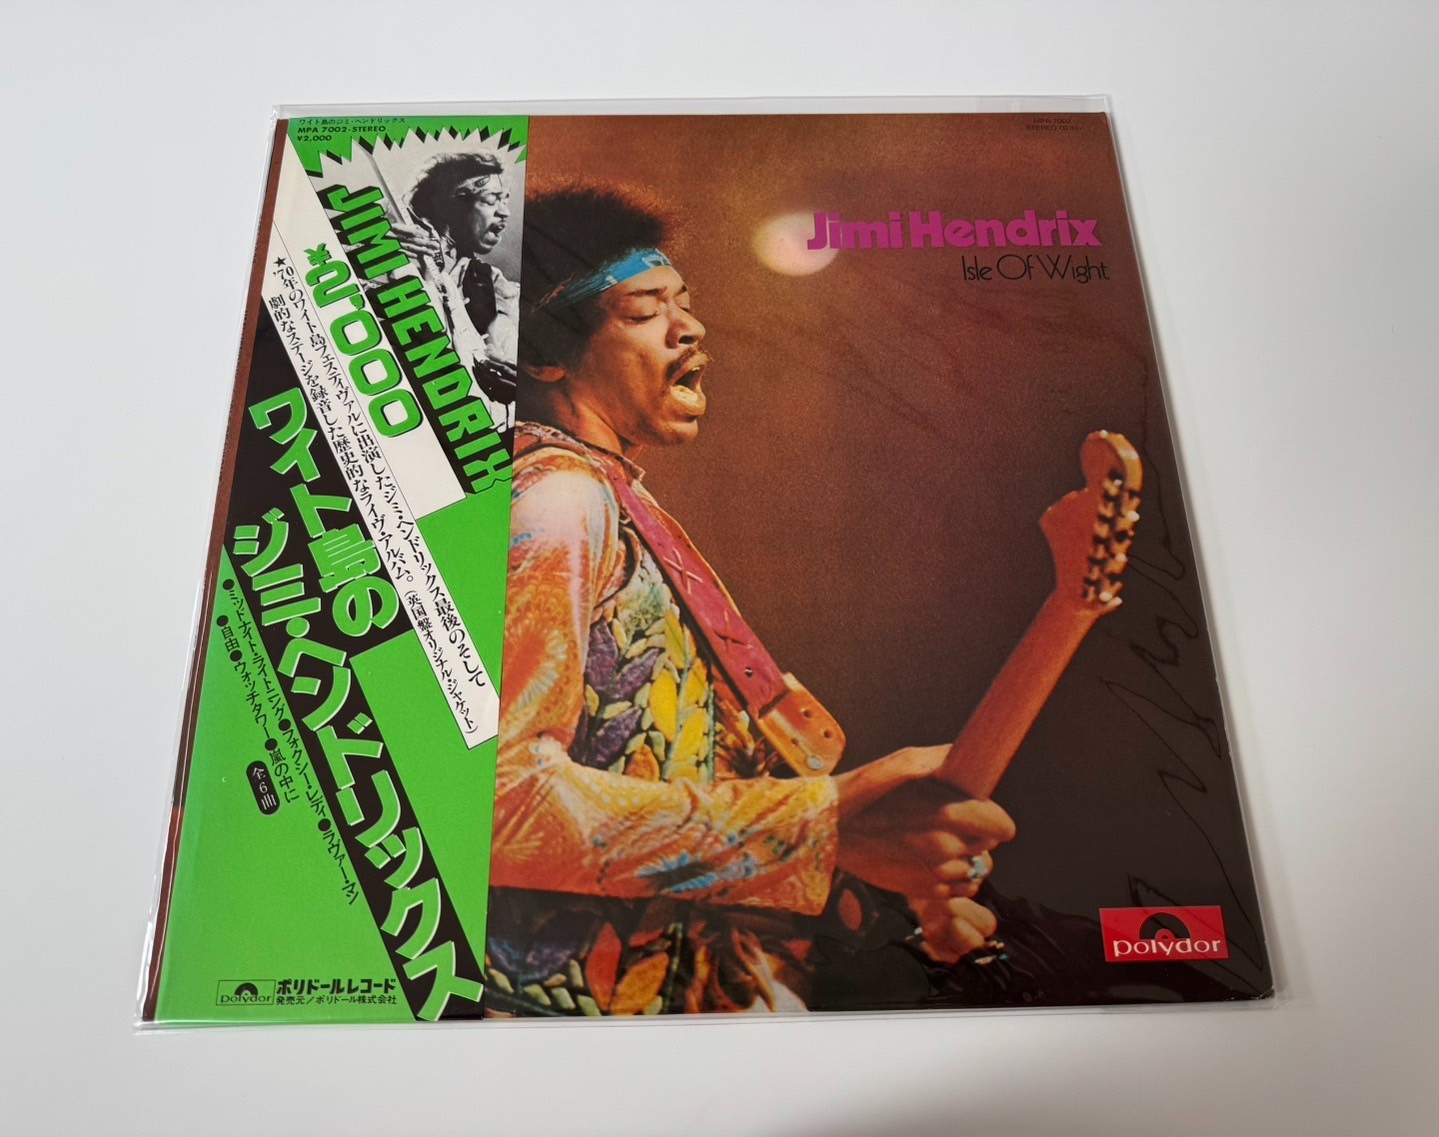 ワイト島のジミ・ヘンドリックス
MPA 7002・STEREO
¥2,000
JIMI HENDRIX
¥2,000
★'70年のワイト島フェスティヴァルに出演したジミ・ヘンドリックス最後のそして
劇的なステージを録音した歴史的なライヴ・アルバム。(英国盤オリジナル・ジャケット)
ワイト島の
ジミ・ヘンドリックス
●ミッドナイト・ライトニング●フォクシー・レディ●ラヴァー・マン
●自由●ウォッチタワー●嵐の中に
全6曲
polydor
ポリドールレコード
発売元/ポリドール株式会社
MPA 7002
STEREO
Jimi Hendrix
Isle Of Wight
polydor